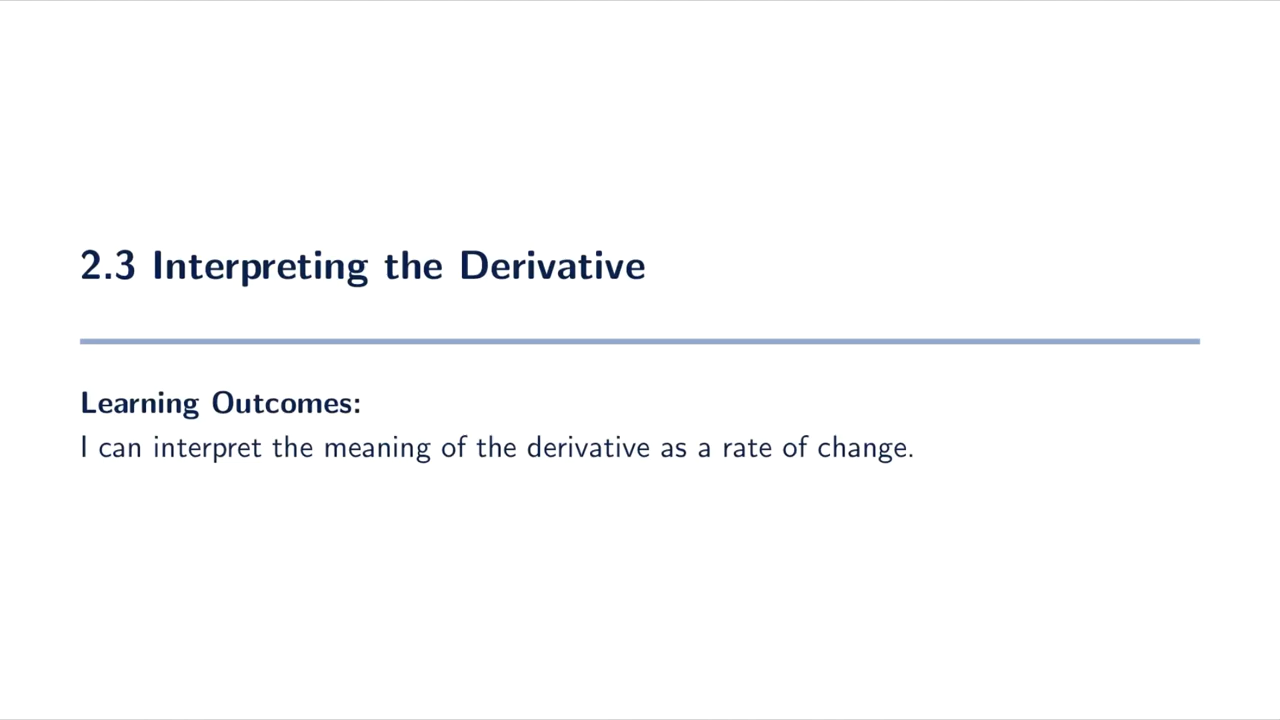 2.3 Interpreting the Derivative
Learning Outcomes:
I can interpret the meaning of the derivative as a rate of change.